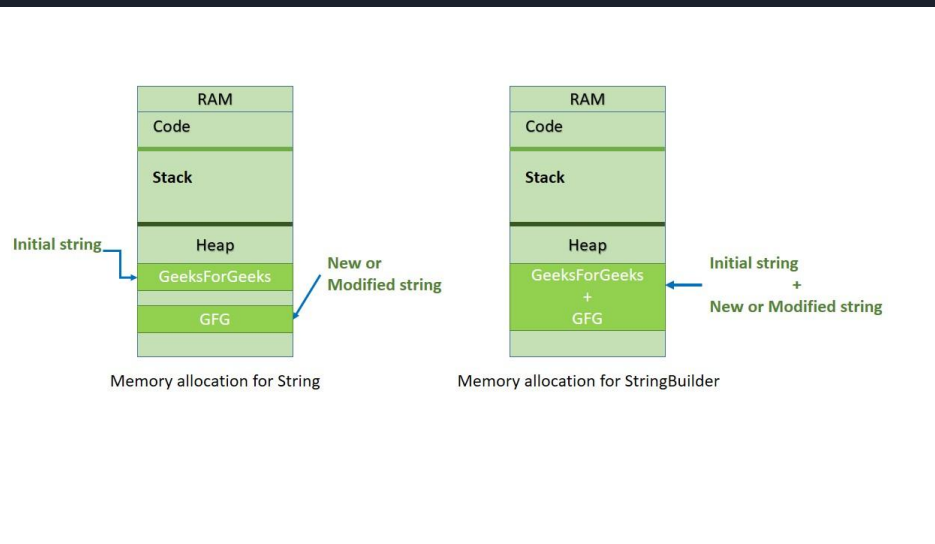 RAM
Code
Stack
Initial string
Heap
GeeksForGeeks
New or
Modified string
GFG
Memory allocation for String
RAM
Code
Stack
Heap
GeeksForGeeks
+
GFG
Initial string
+
New or Modified string
Memory allocation for StringBuilder